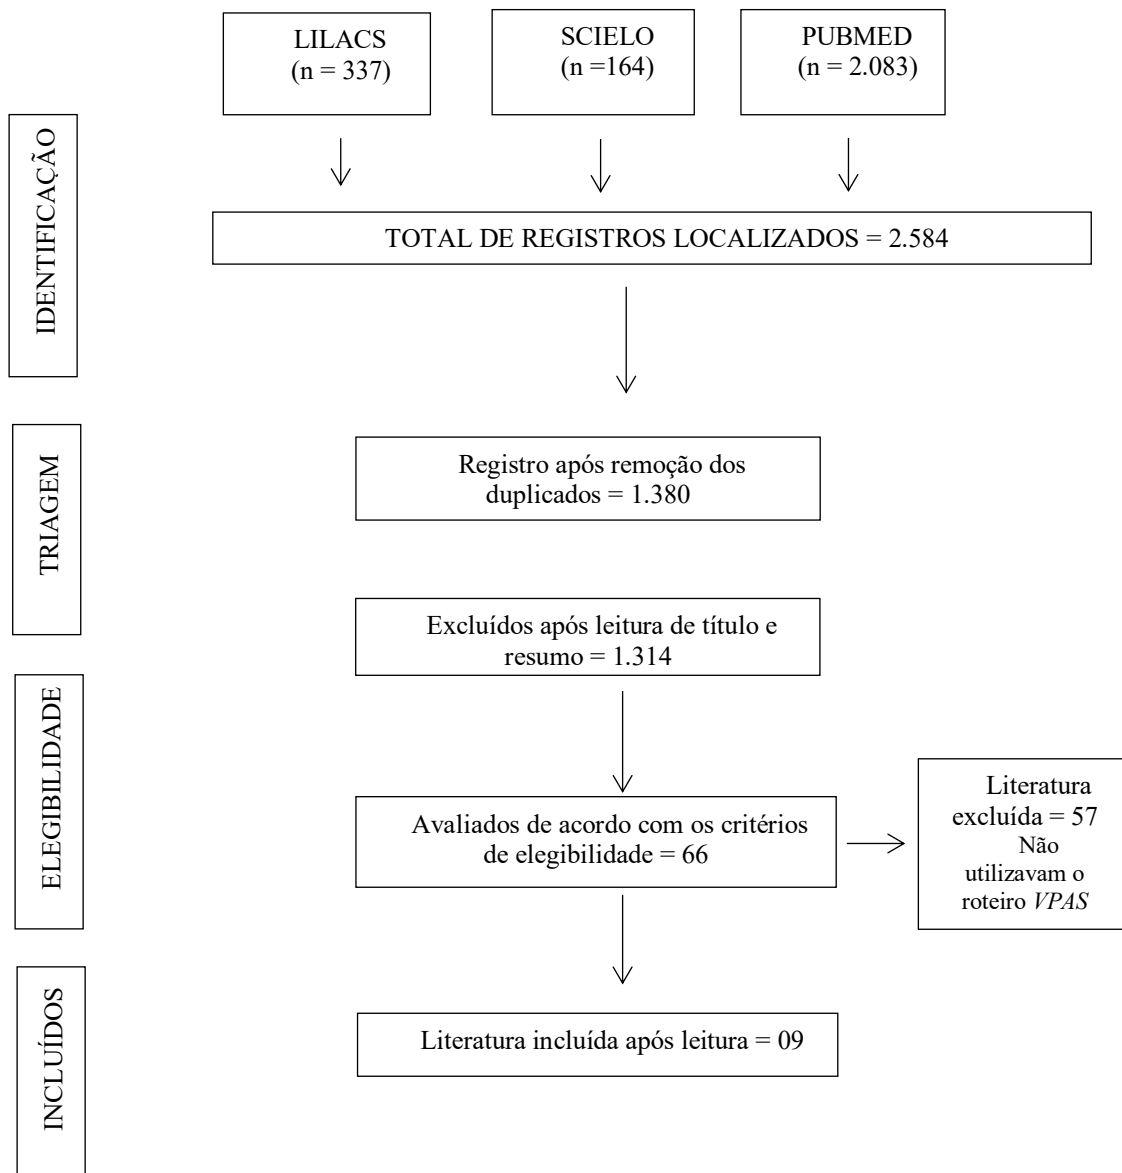 LILACS
(n = 337)
SCIELO
(n =164)
PUBMED
(n = 2.083)
IDENTIFICAÇÃO
TOTAL DE REGISTROS LOCALIZADOS = 2.584
TRIAGEM
Registro após remoção dos
duplicados = 1.380
Excluídos após leitura de título e
resumo = 1.314
ELEGIBILIDADE
Avaliados de acordo com os critérios
de elegibilidade = 66
Literatura
excluída = 57
Não
utilizavam o
roteiro VPAS
INCLUÍDOS
Literatura incluída após leitura = 09